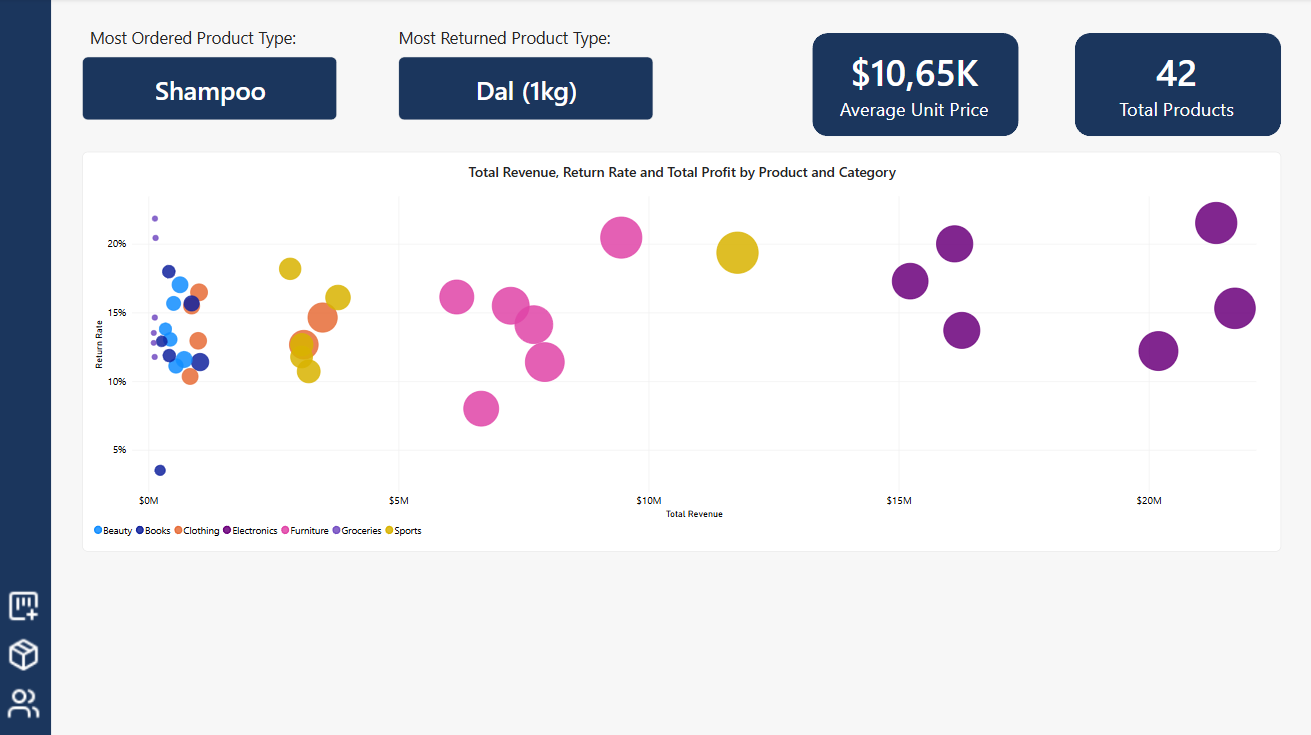 Most Ordered Product Type:
Shampoo
Most Returned Product Type:
Dal (1kg)
$10,65K
Average Unit Price
42
Total Products
Total Revenue, Return Rate and Total Profit by Product and Category
Return Rate
20%
15%
10%
5%
$0M $5M $10M $15M $20M
Total Revenue
Beauty Books Clothing Electronics Furniture Groceries Sports